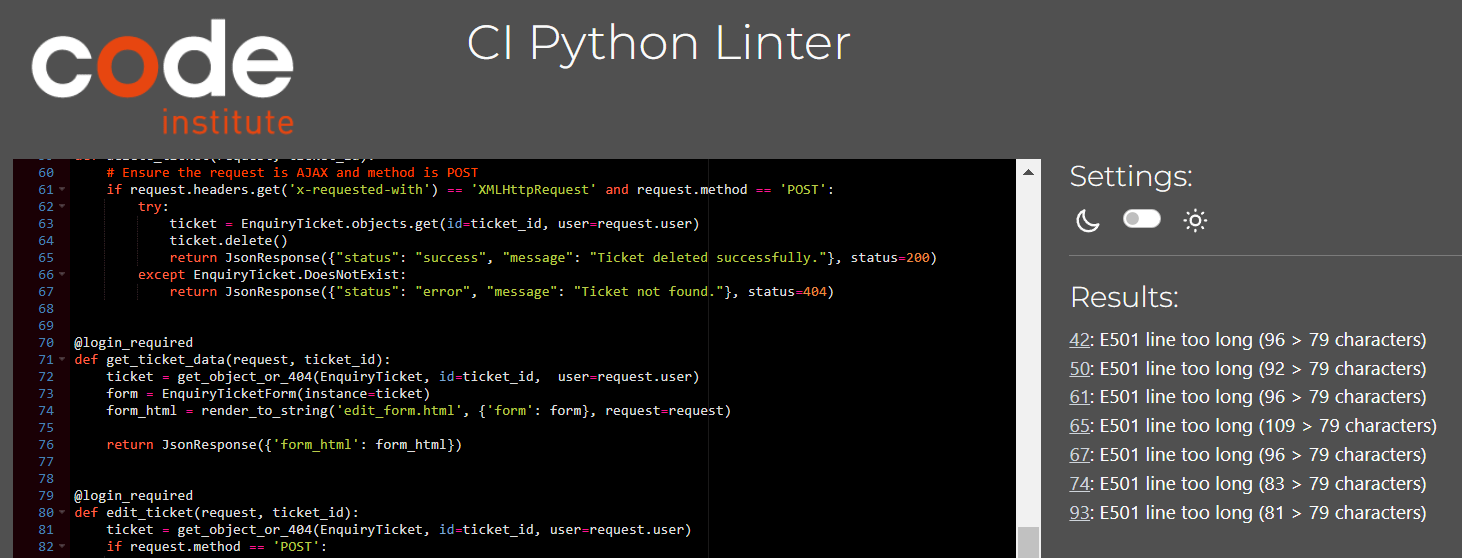 code
institute
CI Python Linter
60 # Ensure the request is AJAX and method is POST
61 if request.headers.get('x-requested-with') == 'XMLHttpRequest' and request.method == 'POST':
62 try:
63 ticket = EnquiryTicket.objects.get(id=ticket_id, user=request.user)
64 ticket.delete()
65 return JsonResponse({"status": "success", "message": "Ticket deleted successfully."}, status=200)
66 except EnquiryTicket.DoesNotExist:
67 return JsonResponse({"status": "error", "message": "Ticket not found."}, status=404)
68
69
70 @login_required
71 def get_ticket_data(request, ticket_id):
72 ticket = get_object_or_404(EnquiryTicket, id=ticket_id,  user=request.user)
73 form = EnquiryTicketForm(instance=ticket)
74 form_html = render_to_string('edit_form.html', {'form': form}, request=request)
75
76 return JsonResponse({'form_html': form_html})
77
78
79 @login_required
80 def edit_ticket(request, ticket_id):
81 ticket = get_object_or_404(EnquiryTicket, id=ticket_id, user=request.user)
82 if request.method == 'POST':
Settings:
Results:
42: E501 line too long (96 > 79 characters)
50: E501 line too long (92 > 79 characters)
61: E501 line too long (96 > 79 characters)
65: E501 line too long (109 > 79 characters)
67: E501 line too long (96 > 79 characters)
74: E501 line too long (83 > 79 characters)
93: E501 line too long (81 > 79 characters)